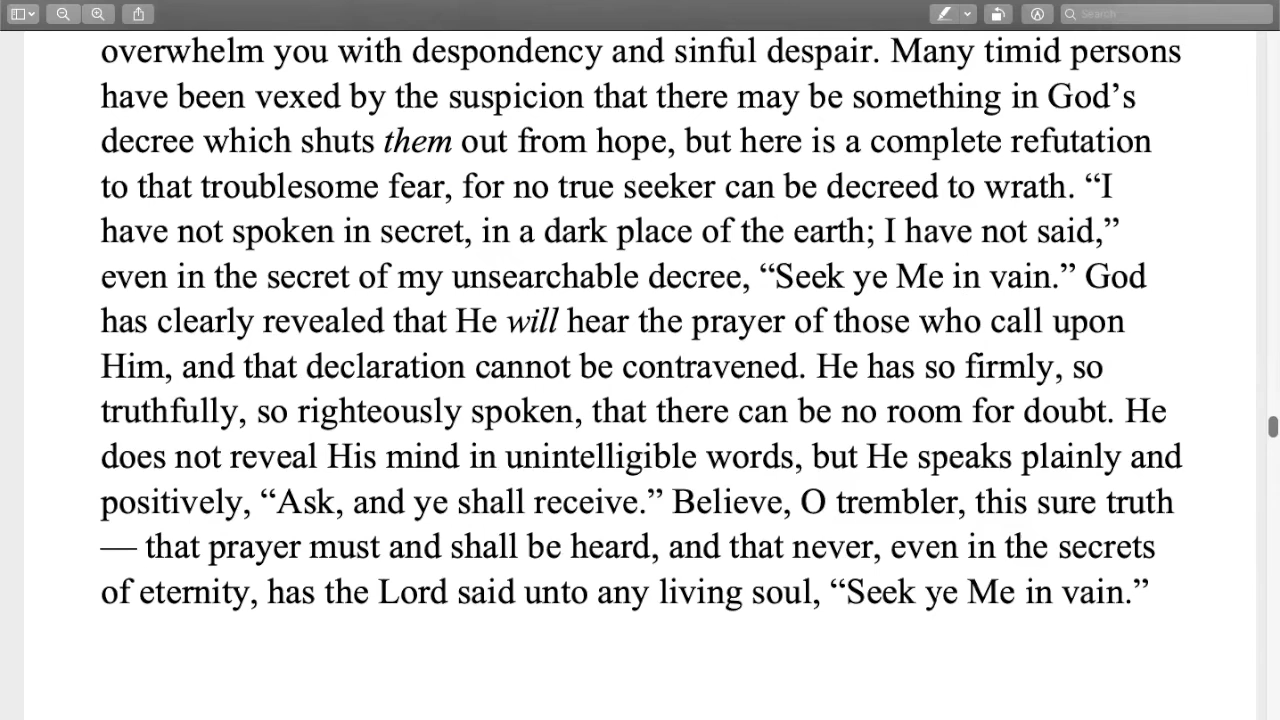 Search
overwhelm you with despondency and sinful despair. Many timid persons
have been vexed by the suspicion that there may be something in God’s
decree which shuts them out from hope, but here is a complete refutation
to that troublesome fear, for no true seeker can be decreed to wrath. “I
have not spoken in secret, in a dark place of the earth; I have not said,”
even in the secret of my unsearchable decree, “Seek ye Me in vain.” God
has clearly revealed that He will hear the prayer of those who call upon
Him, and that declaration cannot be contravened. He has so firmly, so
truthfully, so righteously spoken, that there can be no room for doubt. He
does not reveal His mind in unintelligible words, but He speaks plainly and
positively, “Ask, and ye shall receive.” Believe, O trembler, this sure truth
— that prayer must and shall be heard, and that never, even in the secrets
of eternity, has the Lord said unto any living soul, “Seek ye Me in vain.”